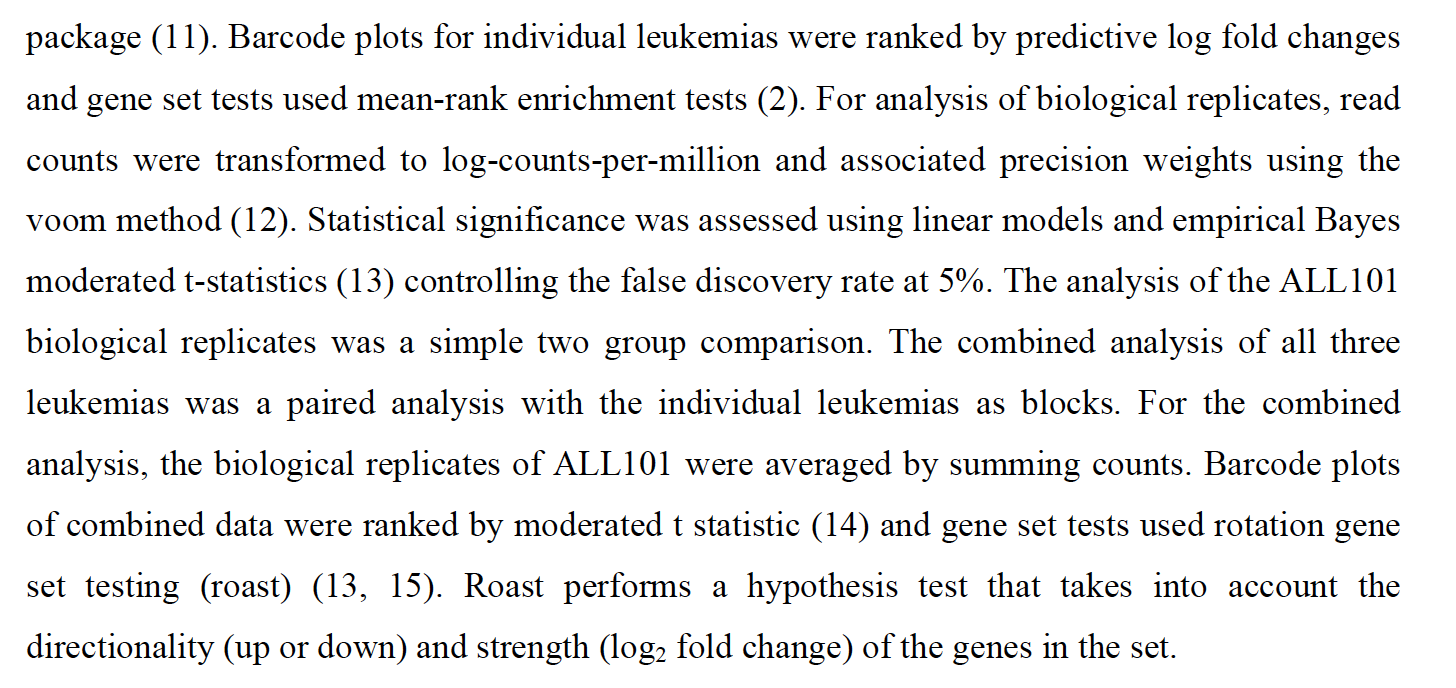 package (11). Barcode plots for individual leukemias were ranked by predictive log fold changes
and gene set tests used mean-rank enrichment tests (2). For analysis of biological replicates, read
counts were transformed to log-counts-per-million and associated precision weights using the
voom method (12). Statistical significance was assessed using linear models and empirical Bayes
moderated t-statistics (13) controlling the false discovery rate at 5%. The analysis of the ALL101
biological replicates was a simple two group comparison. The combined analysis of all three
leukemias was a paired analysis with the individual leukemias as blocks. For the combined
analysis, the biological replicates of ALL101 were averaged by summing counts. Barcode plots
of combined data were ranked by moderated t statistic (14) and gene set tests used rotation gene
set testing (roast) (13, 15). Roast performs a hypothesis test that takes into account the
directionality (up or down) and strength (log₂ fold change) of the genes in the set.